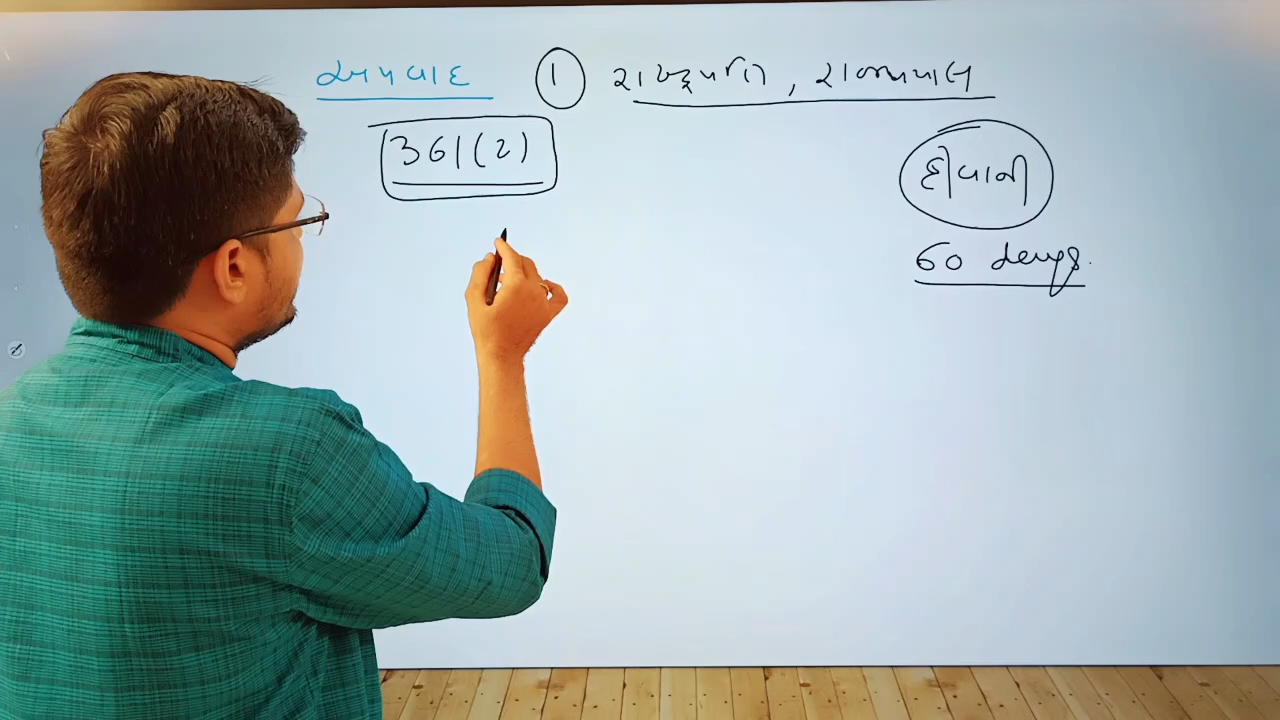 અપવાદ ① રાષ્ટ્રપતિ, રાજ્યપાલ
361(2)
દીવાની
60 days.